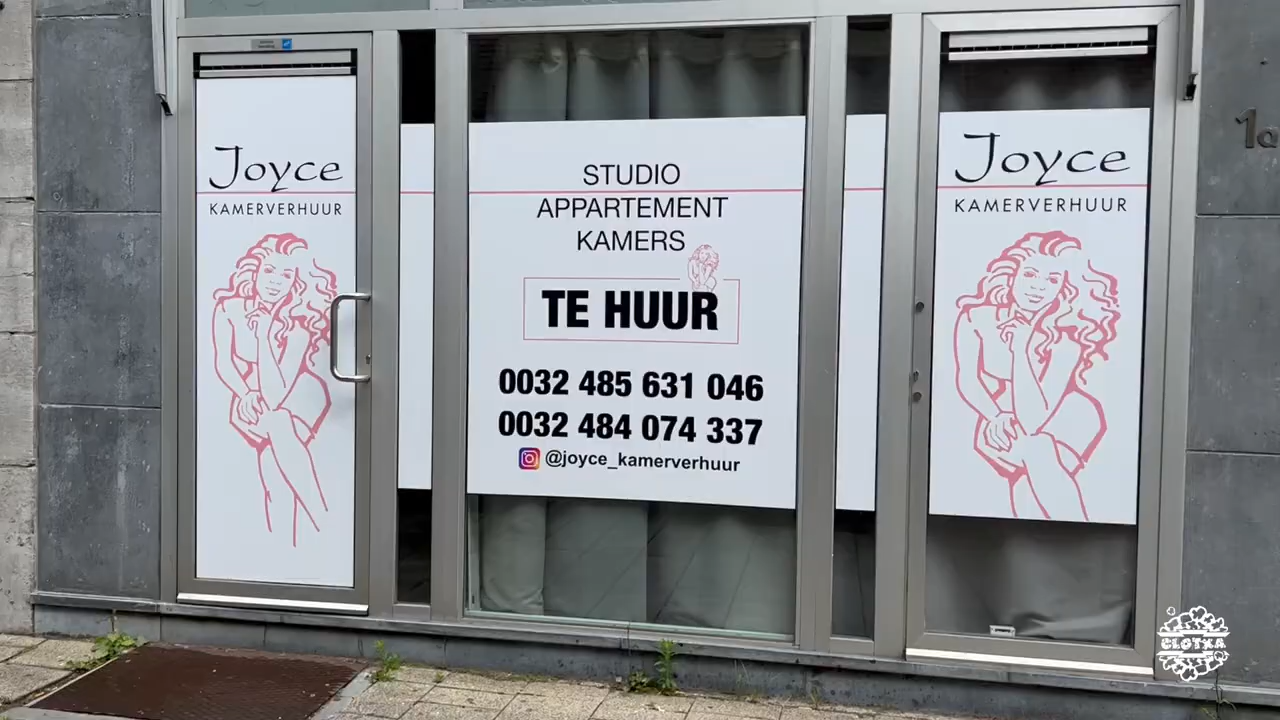 Joyce
KAMERVERHUUR
STUDIO
APPARTEMENT
KAMERS
TE HUUR
0032 485 631 046
0032 484 074 337
@joyce_kamerverhuur
Joyce
KAMERVERHUUR
1a
CLOTXA